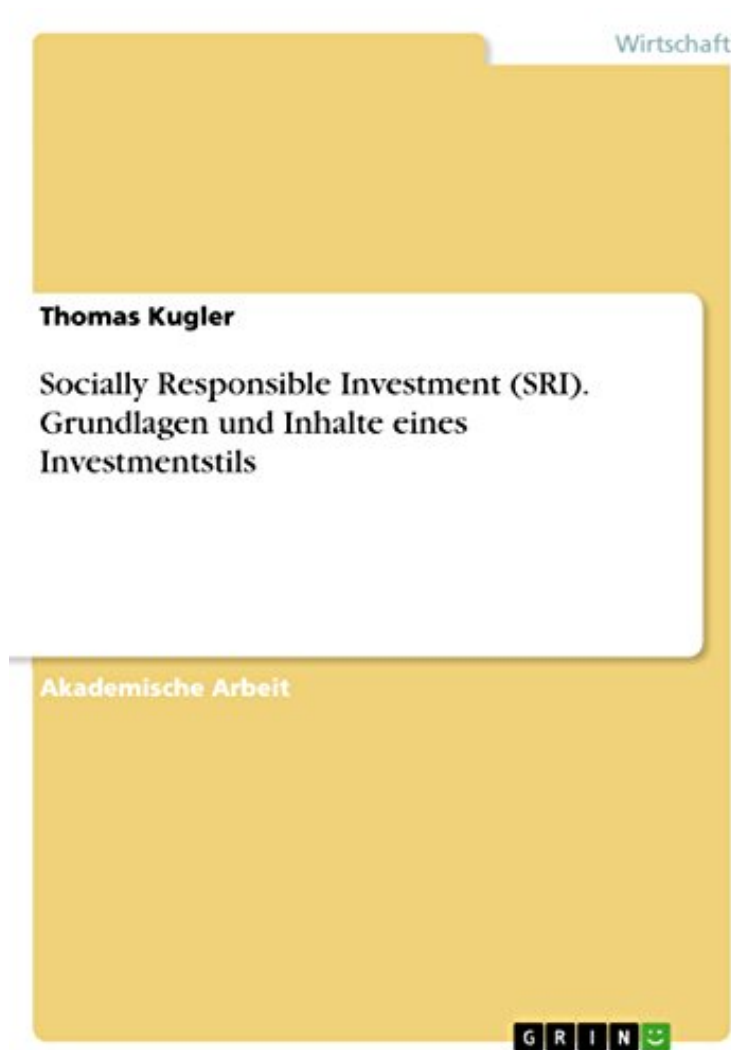 Wirtschaft
Thomas Kugler
Socially Responsible Investment (SRI).
Grundlagen und Inhalte eines
Investmentstils
Akademische Arbeit
GRIN